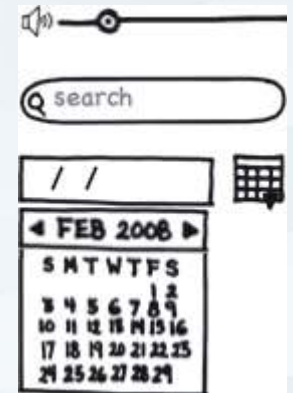 search
/ /
FEB 2008
S M T W T F S
1 2
3 4 5 6 7 8 9
10 11 12 13 14 15 16
17 18 19 20 21 22 23
24 25 26 27 28 29